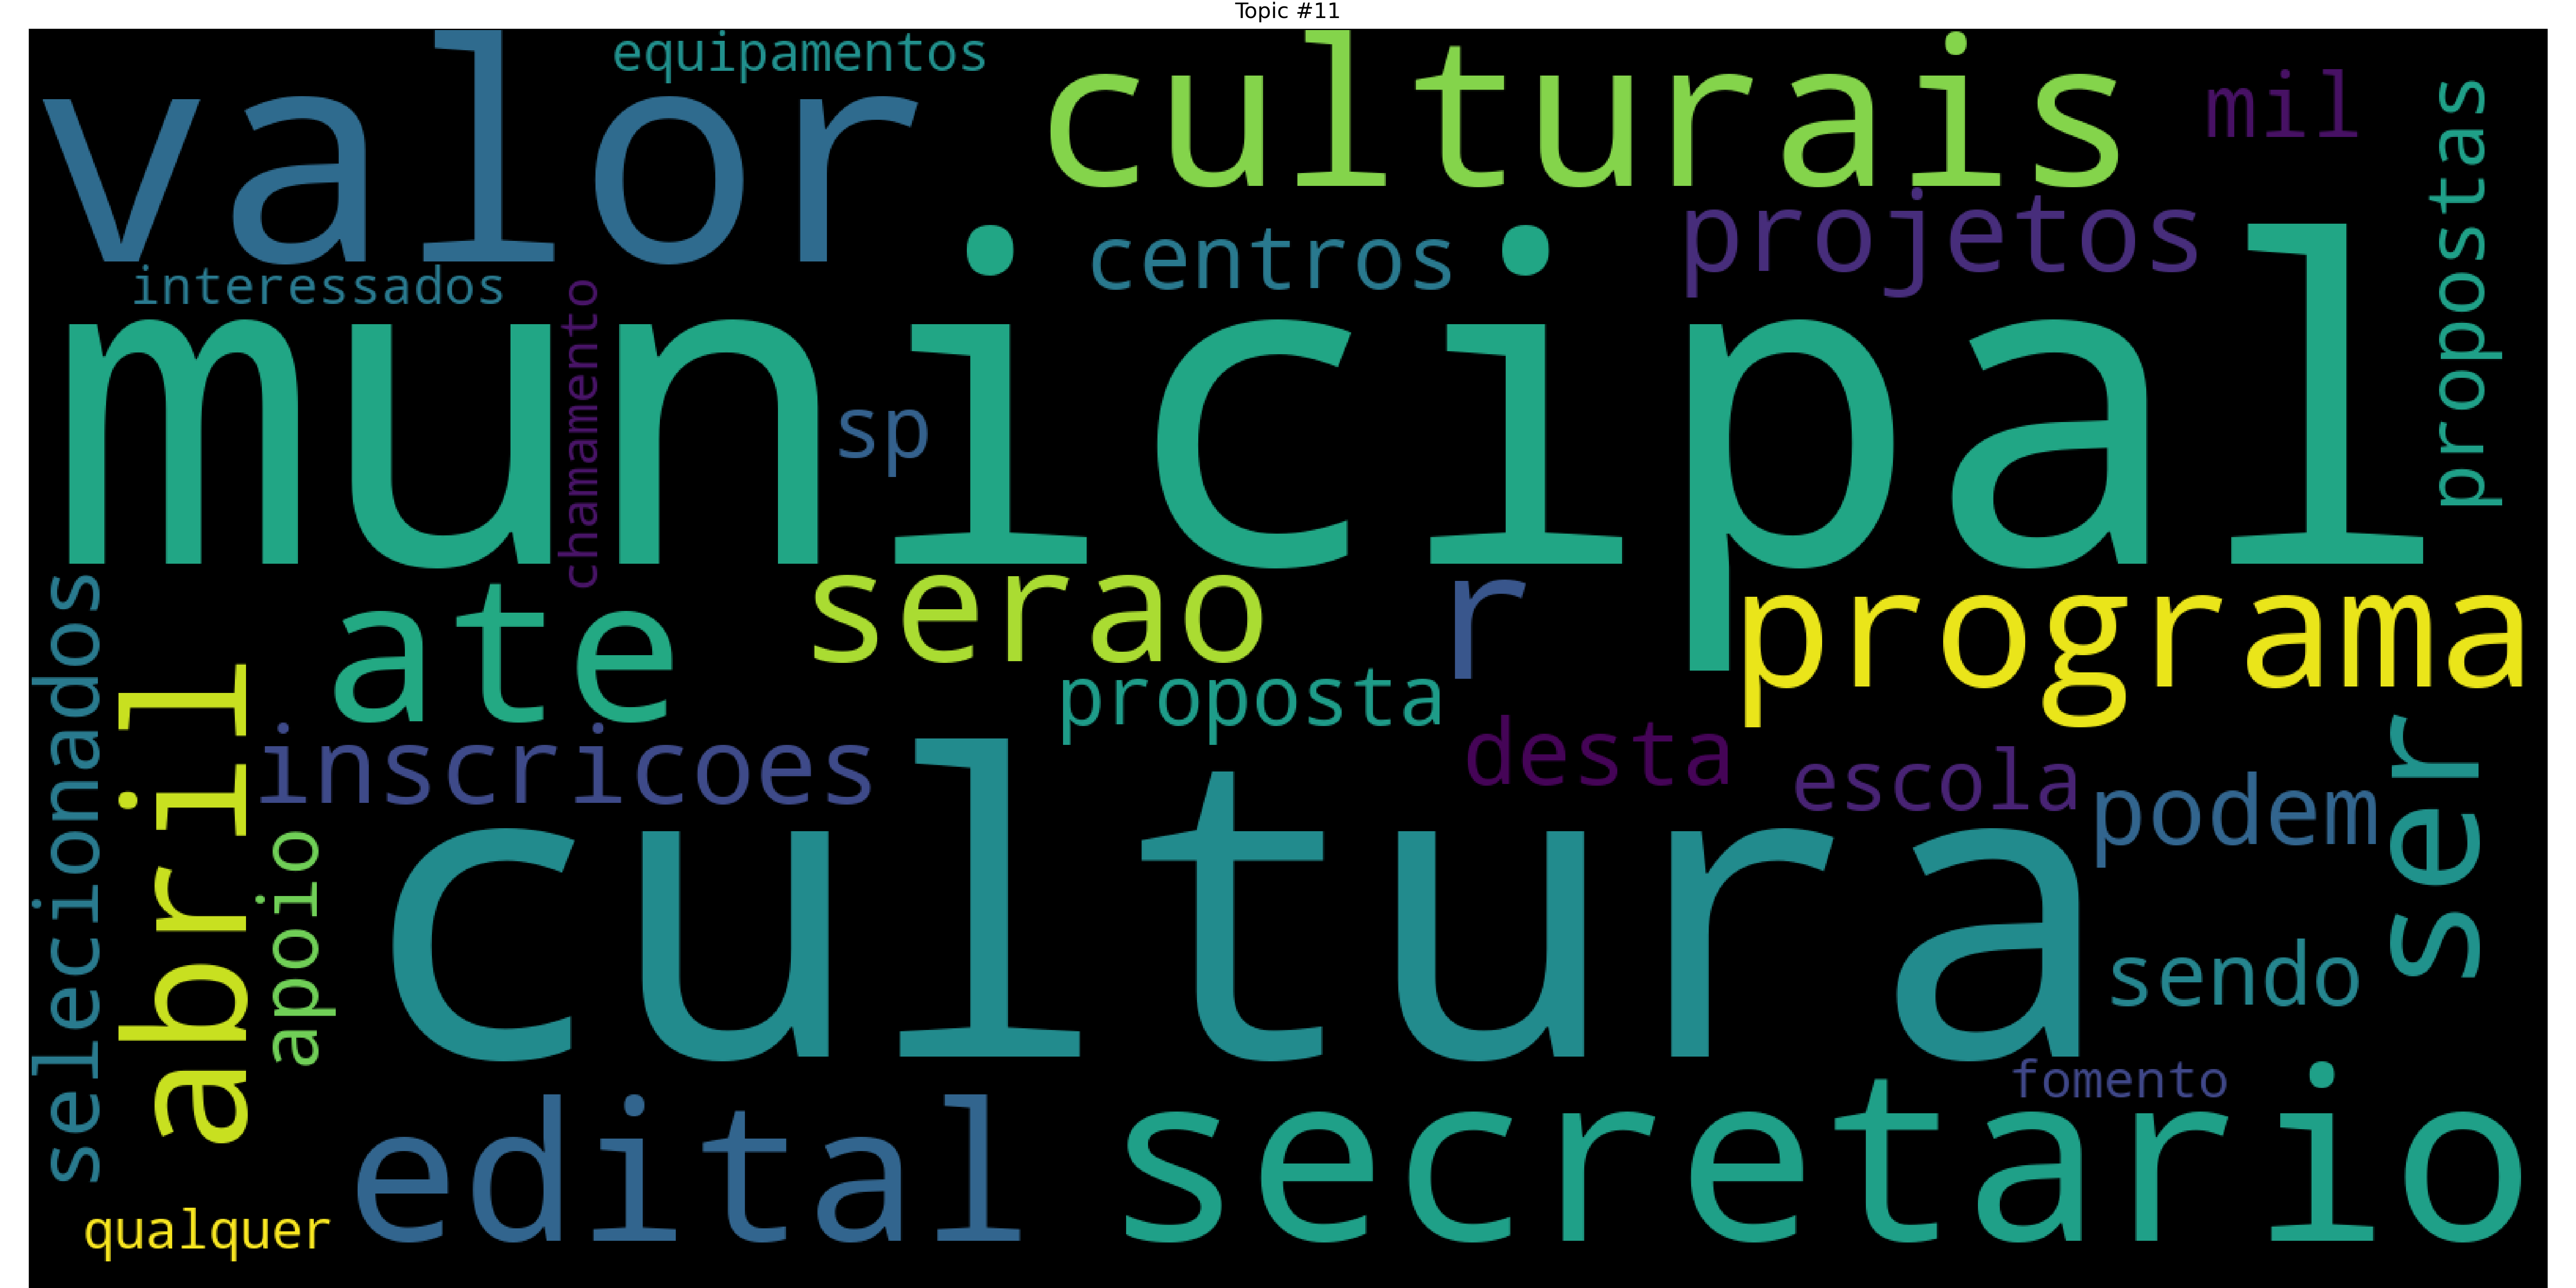 Topic #11
equipamentos
valor
culturais
mil
propostas
projetos
centros
interessados
chamamento
municipal
sp
selecionados
ate
serao
r
programa
abril
proposta
inscricoes
desta
escola
podem
ser
apoio
cultura
sendo
fomento
edital
secretario
qualquer